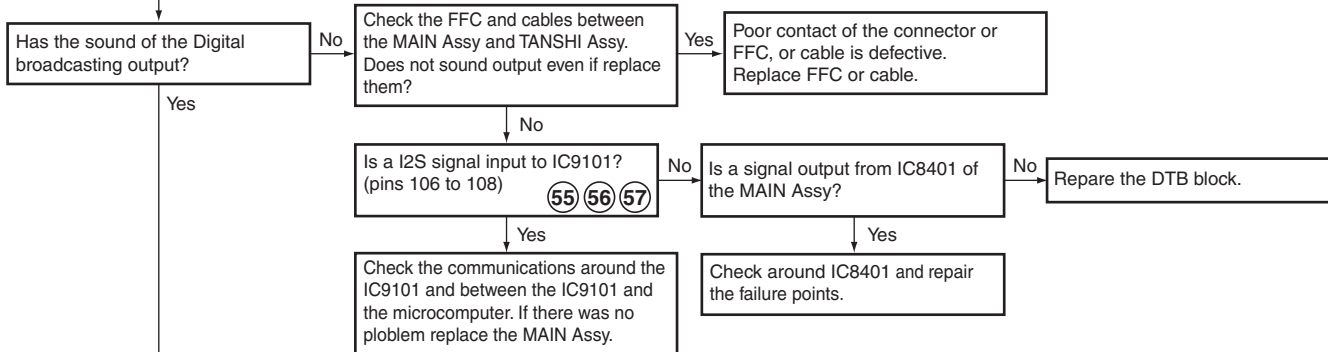 Has the sound of the Digital
broadcasting output?
No
Check the FFC and cables between
the MAIN Assy and TANSHI Assy.
Does not sound output even if replace
them?
Yes
Poor contact of the connector or
FFC, or cable is defective.
Replace FFC or cable.
Yes
No
Is a I2S signal input to IC9101?
(pins 106 to 108)
55 56 57
No
Is a signal output from IC8401 of
the MAIN Assy?
No
Repare the DTB block.
Yes
Yes
Check the communications around the
IC9101 and between the IC9101 and
the microcomputer. If there was no
ploblem replace the MAIN Assy.
Check around IC8401 and repair
the failure points.